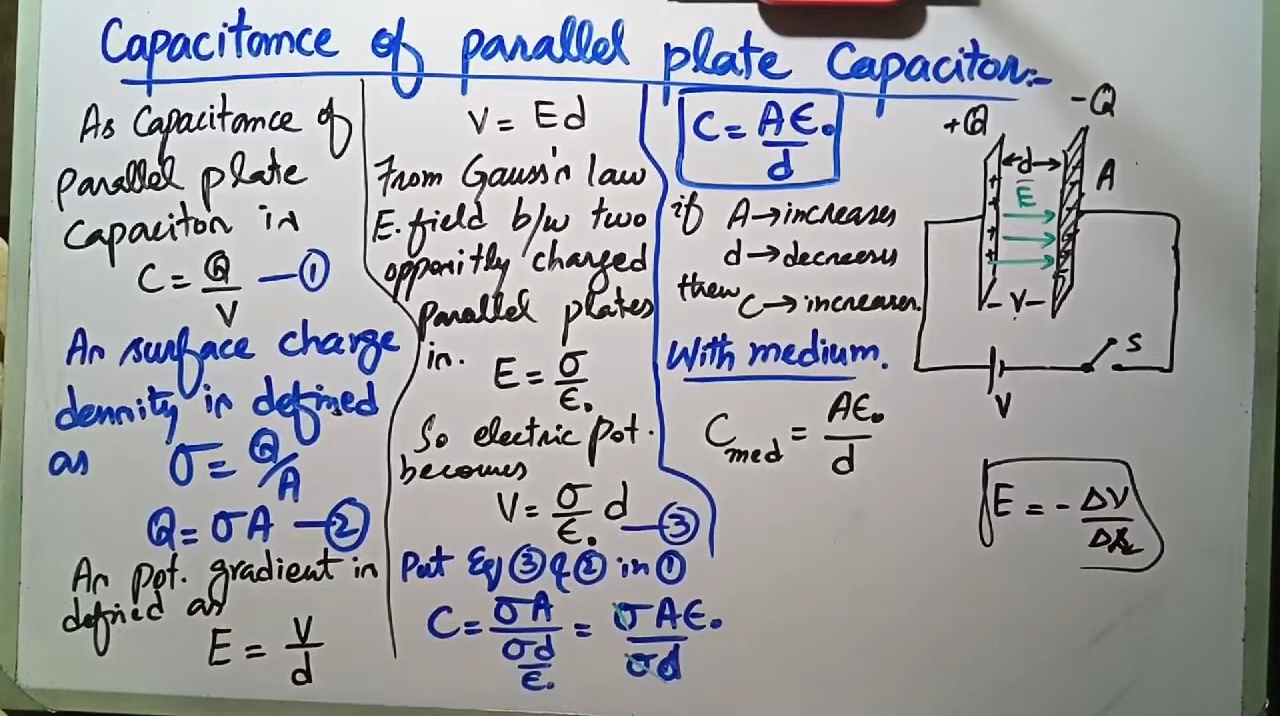 Capacitance of parallel plate Capacitor:-
As Capacitance of
parallel plate
capacitor is
C = Q/V —①
As surface charge
density is defined
as σ = Q/A
Q = σA —②
As pot. gradient is
defined as
E = V/d
V = Ed
From Gauss's law
E. field b/w two
oppositly charged
parallel plates
is.
E = σ/ε₀
So electric pot.
becomes
V = σ/ε₀ d —③
Put Eq ③ & ② in ①
C = σA/(σd/ε₀) = σAε₀/σd
C = Aε₀/d
if A→increases
d→decreases
then C→increases.
With medium.
C med = Aε₀/d
+Q
-Q
d
A
E
+
+
+
+
-V-
S
V
E = - ΔV/Δr